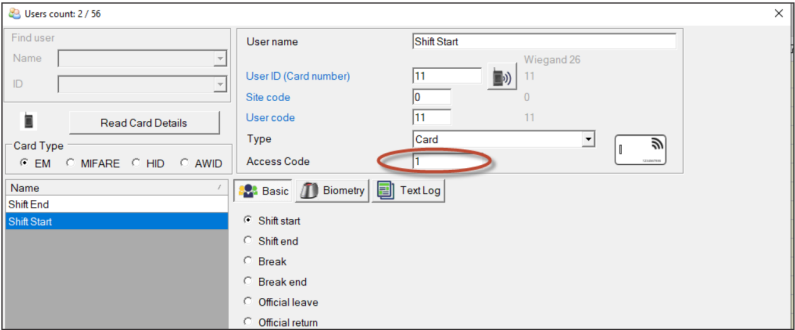 Users count: 2 / 56
Find user
Name
ID
Read Card Details
Card Type
EM MIFARE HID AWID
Name
Shift End
Shift Start
User name Shift Start
Wiegand 26
User ID (Card number) 11 11
Site code 0 0
User code 11 11
Type Card
Access Code 1
Basic Biometry Text Log
Shift start
Shift end
Break
Break end
Official leave
Official return